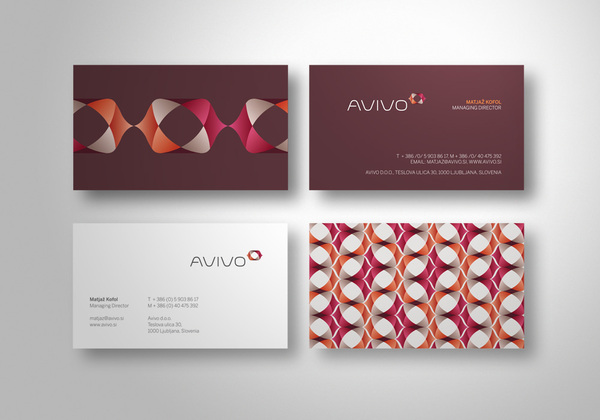 AVIVO
MATJAŽ KOFOL
MANAGING DIRECTOR
T + 386 /0/ 5 903 86 17, M + 386 /0/ 40 475 392
EMAIL: MATJAZ@AVIVO.SI, WWW.AVIVO.SI
AVIVO D.O.O., TESLOVA ULICA 30, 1000 LJUBLJANA, SLOVENIA
AVIVO
Matjaž Kofol
Managing Director
matjaz@avivo.si
www.avivo.si
T + 386 (0) 5 903 86 17
M + 386 (0) 40 475 392
Avivo d.o.o.
Teslova ulica 30,
1000 Ljubljana, Slovenia